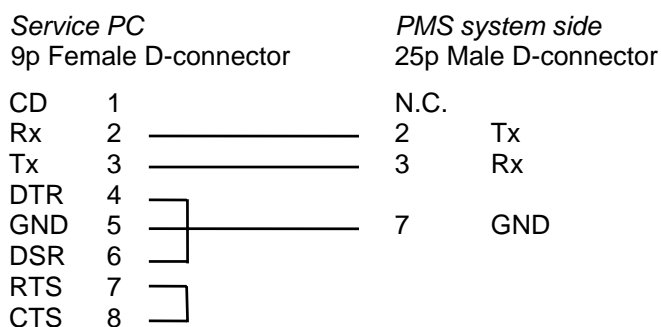 Service PC PMS system side
9p Female D-connector 25p Male D-connector
CD 1 N.C.
Rx 2 2 Tx
Tx 3 3 Rx
DTR 4
GND 5 7 GND
DSR 6
RTS 7
CTS 8